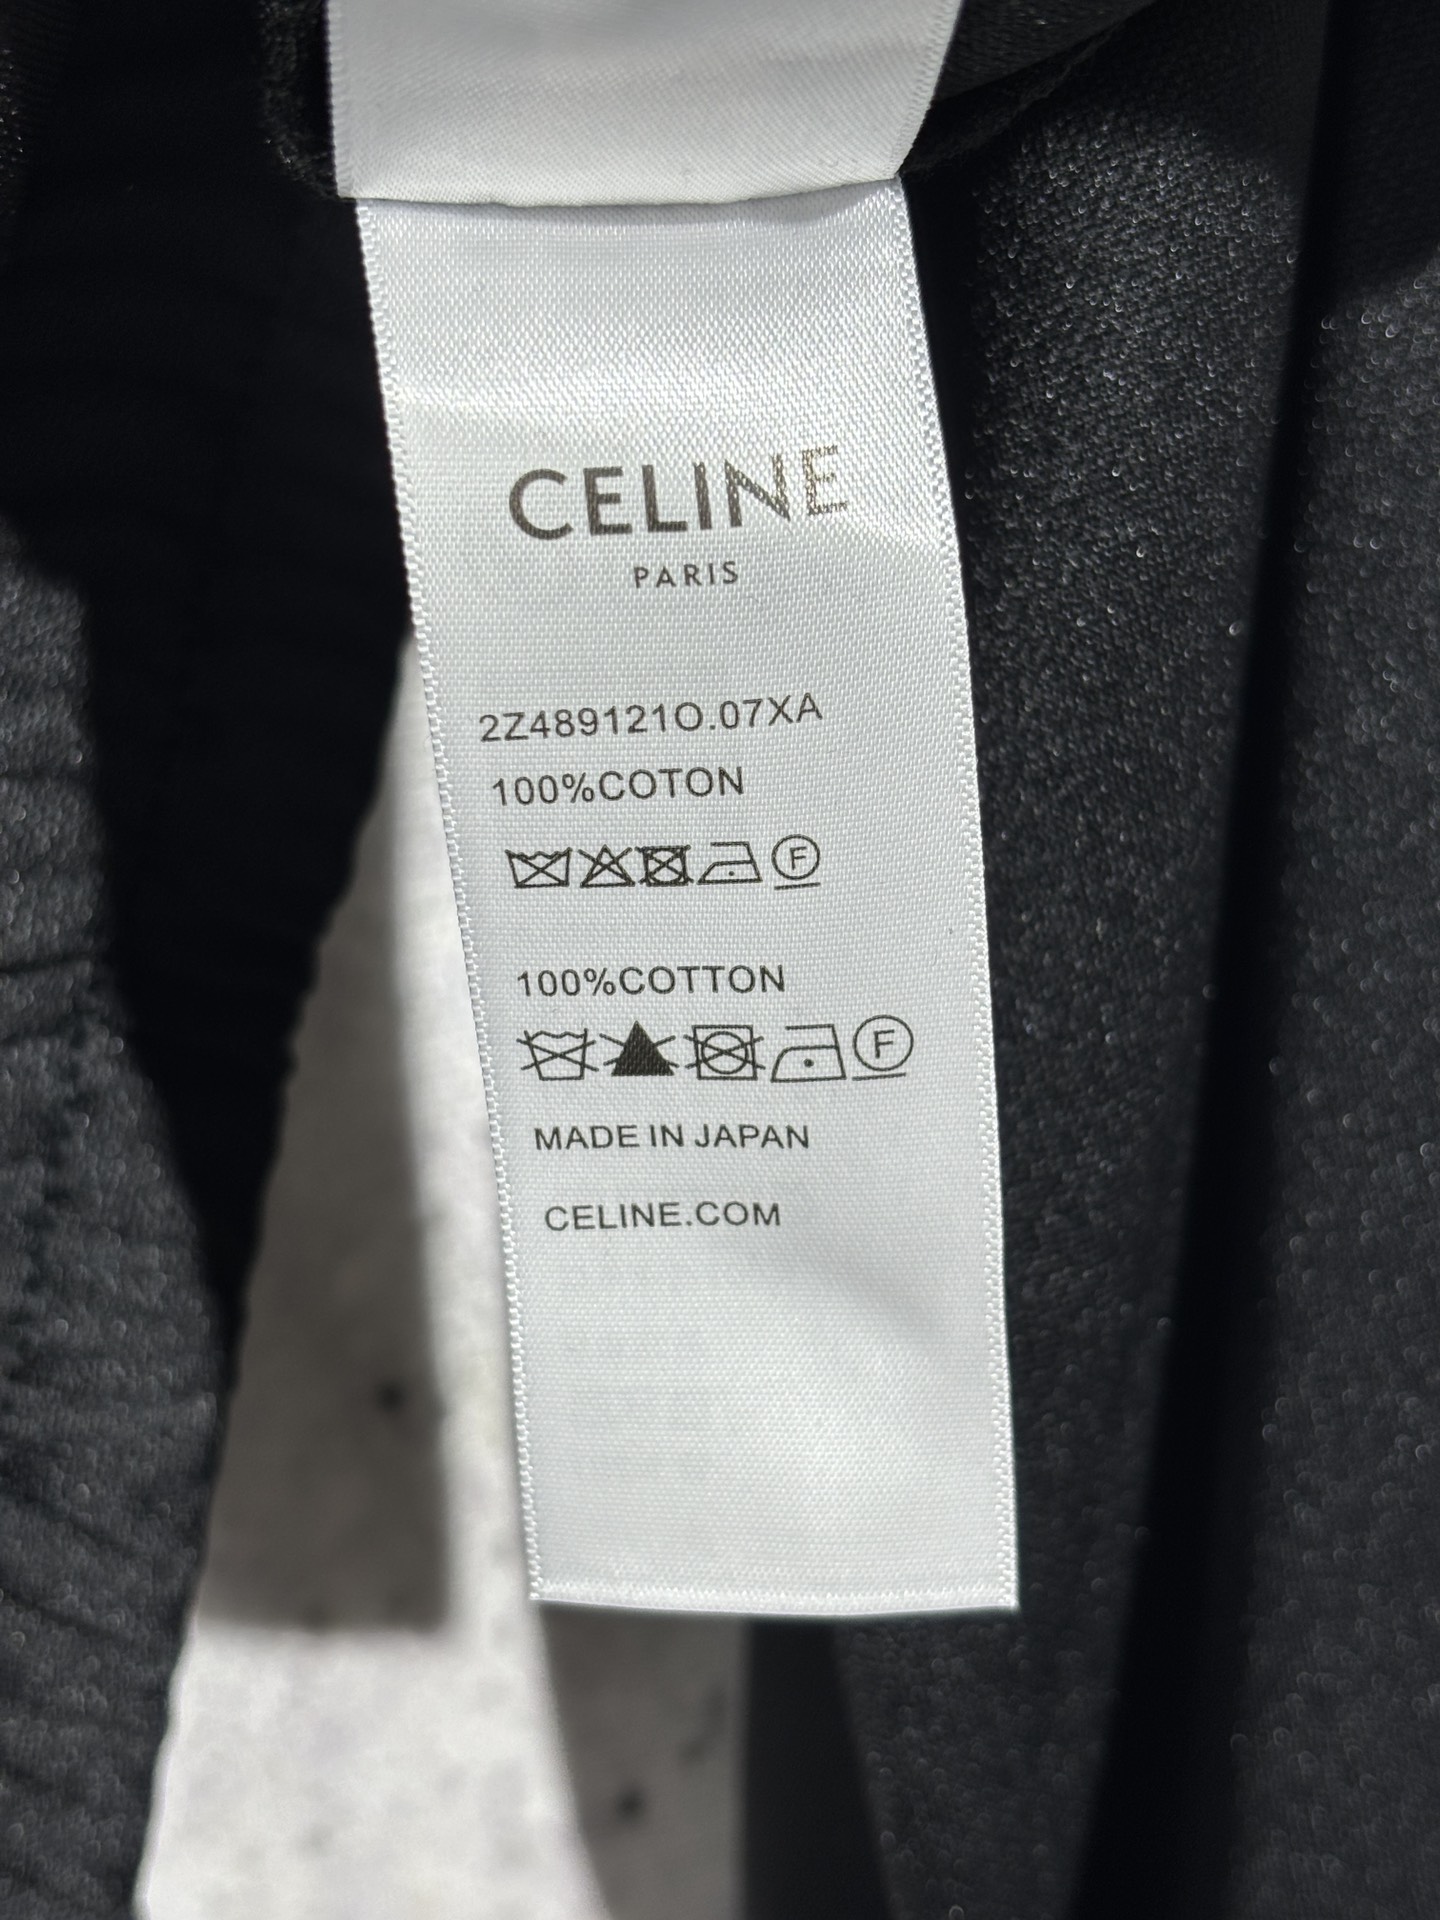 CELINE
PARIS
2Z489121O.07XA
100%COTON
F
100%COTTON
F
MADE IN JAPAN
CELINE.COM